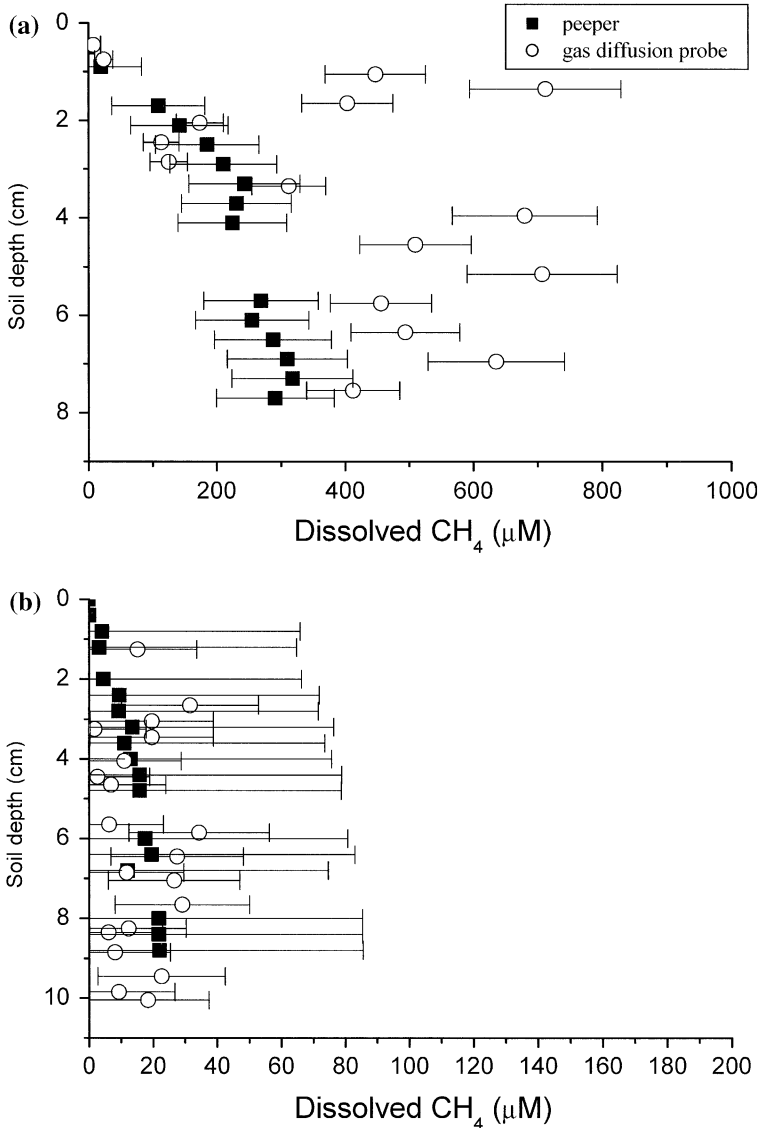 (a)
peeper
gas diffusion probe
0
2
4
6
8
Soil depth (cm)
0 200 400 600 800 1000
Dissolved CH4 (μM)
(b)
0
2
4
6
8
10
Soil depth (cm)
0 20 40 60 80 100 120 140 160 180 200
Dissolved CH4 (μM)